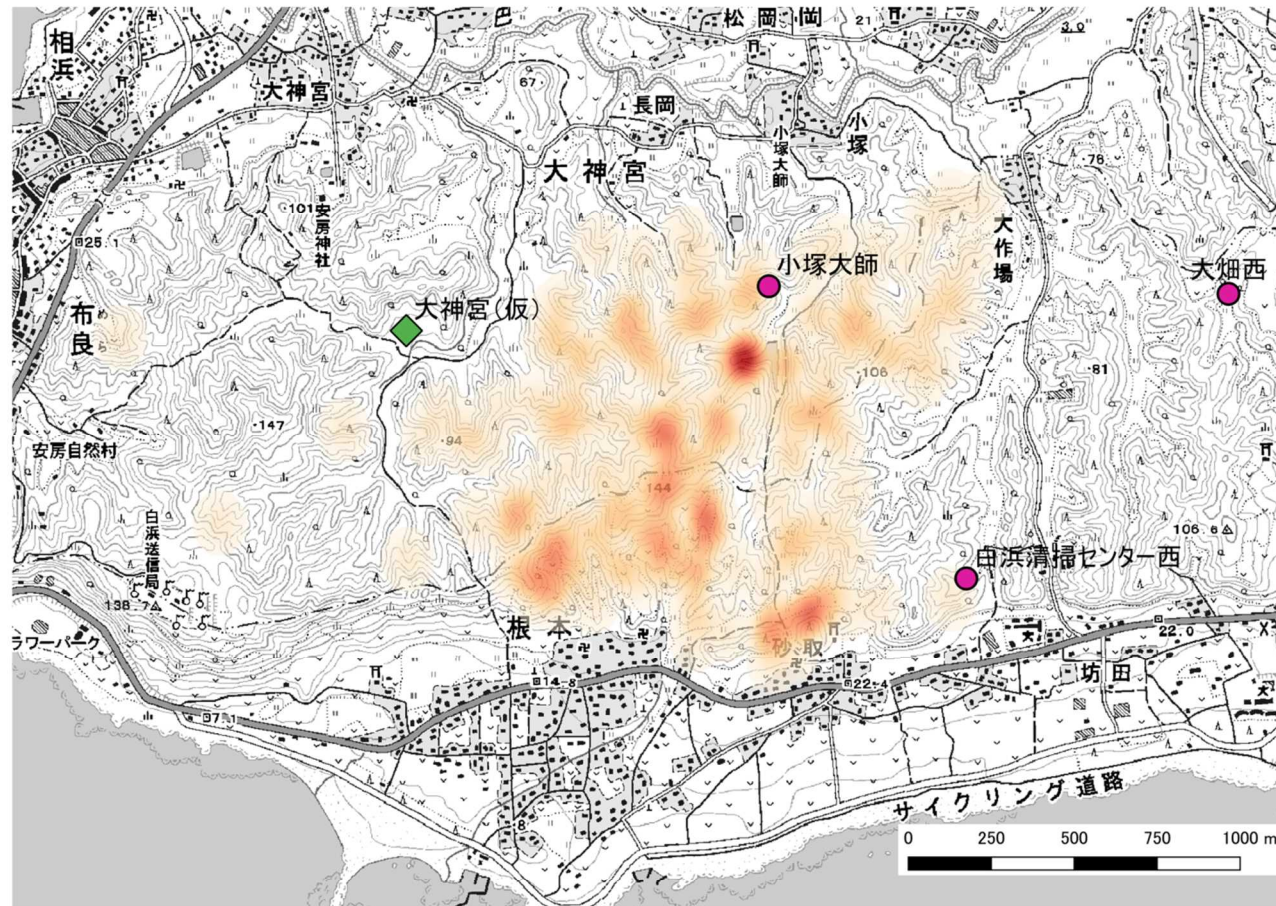 相浜
巴
松岡
岡
21
3.0
大神宮
67
長岡
小塚
小塚大師
大神宮
76
101
安房神社
25.1
大作場
小塚大師
大畑西
布良
めら
大神宮(仮)
106
81
94
147
安房自然村
144
白浜送信局
106.6
白浜清掃センター西
138.7
根本
砂取
22.0
ラワーパーク
14.8
22.4
坊田
7.1
サイクリング道路
8
0 250 500 750 1000 m